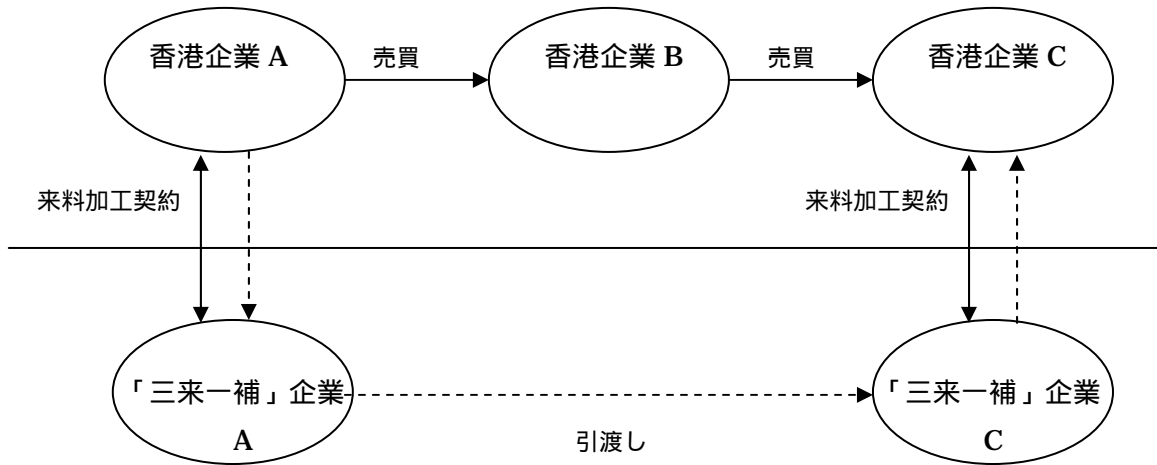 香港企業 A
売買
香港企業 B
売買
香港企業 C
来料加工契約
来料加工契約
「三来一補」企業
A
引渡し
「三来一補」企業
C